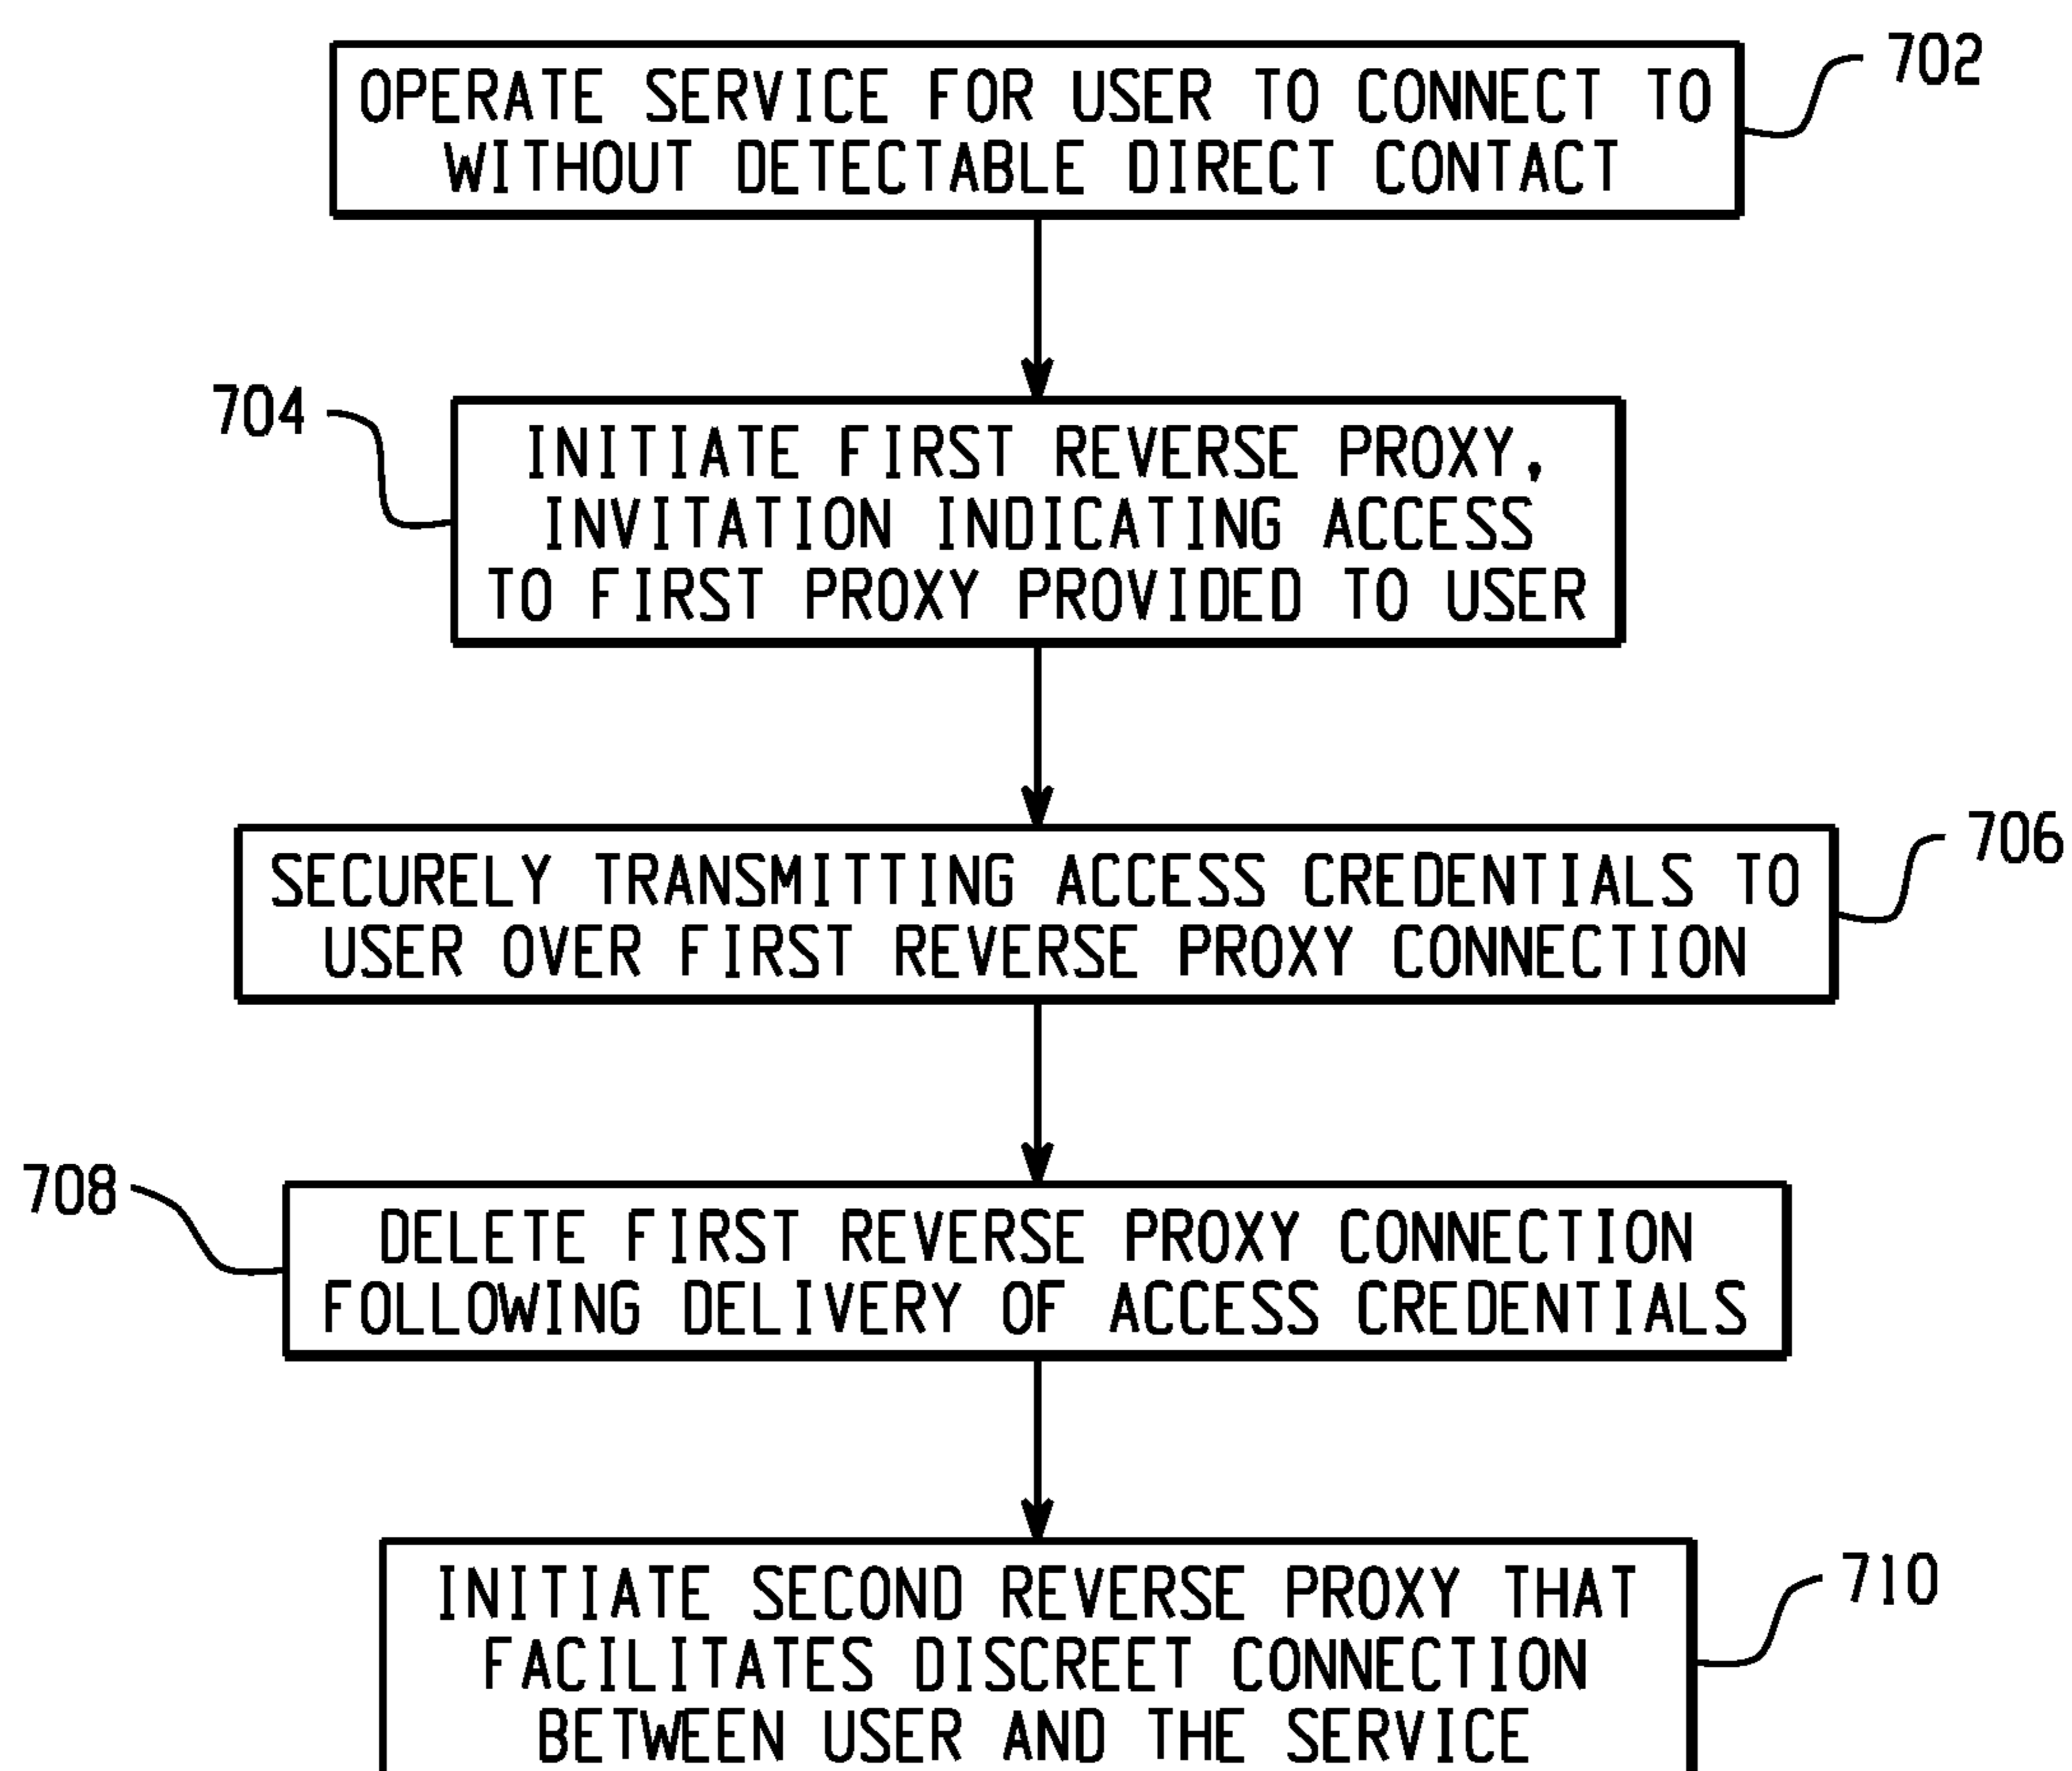 702
OPERATE SERVICE FOR USER TO CONNECT TO
WITHOUT DETECTABLE DIRECT CONTACT
704
INITIATE FIRST REVERSE PROXY,
INVITATION INDICATING ACCESS
TO FIRST PROXY PROVIDED TO USER
706
SECURELY TRANSMITTING ACCESS CREDENTIALS TO
USER OVER FIRST REVERSE PROXY CONNECTION
708
DELETE FIRST REVERSE PROXY CONNECTION
FOLLOWING DELIVERY OF ACCESS CREDENTIALS
710
INITIATE SECOND REVERSE PROXY THAT
FACILITATES DISCREET CONNECTION
BETWEEN USER AND THE SERVICE